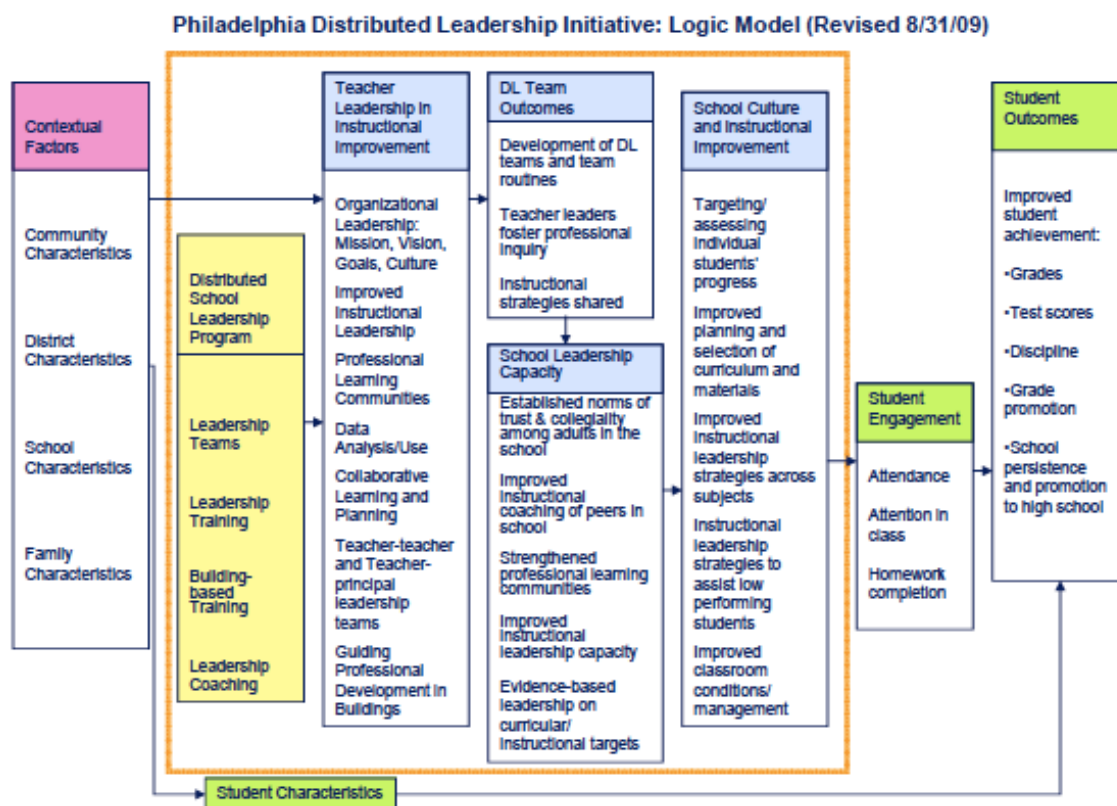 Philadelphia Distributed Leadership Initiative: Logic Model (Revised 8/31/09)
Contextual
Factors
Community
Characteristics
District
Characteristics
School
Characteristics
Family
Characteristics
Distributed
School
Leadership
Program
Leadership
Teams
Leadership
Training
Building-
based
Training
Leadership
Coaching
Teacher
Leadership in
Instructional
Improvement
Organizational
Leadership:
Mission, Vision,
Goals, Culture
Improved
Instructional
Leadership
Professional
Learning
Communities
Data
Analysis/Use
Collaborative
Learning and
Planning
Teacher-teacher
and Teacher-
principal
leadership
teams
Guiding
Professional
Development in
Buildings
DL Team
Outcomes
Development of
DL teams and team
routines
Teacher leaders
foster professional
inquiry
Instructional
strategies shared
School Leadership
Capacity
Established norms of
trust & collegiality
among adults in the
school
Improved
Instructional
coaching of peers in
school
Strengthened
professional learning
communities
Improved
Instructional
leadership capacity
Evidence-based
leadership on
curricular/
Instructional targets
School Culture
and Instructional
Improvement
Targeting/
assessing
individual
students'
progress
Improved
planning and
selection of
curriculum and
materials
Improved
Instructional
leadership
strategies across
subjects
Instructional
leadership
strategies to
assist low
performing
students
Improved
classroom
conditions/
management
Student
Engagement
Attendance
Attention in
class
Homework
completion
Student
Outcomes
Improved
student
achievement:
•Grades
•Test scores
•Discipline
•Grade
promotion
•School
persistence
and promotion
to high school
Student Characteristics